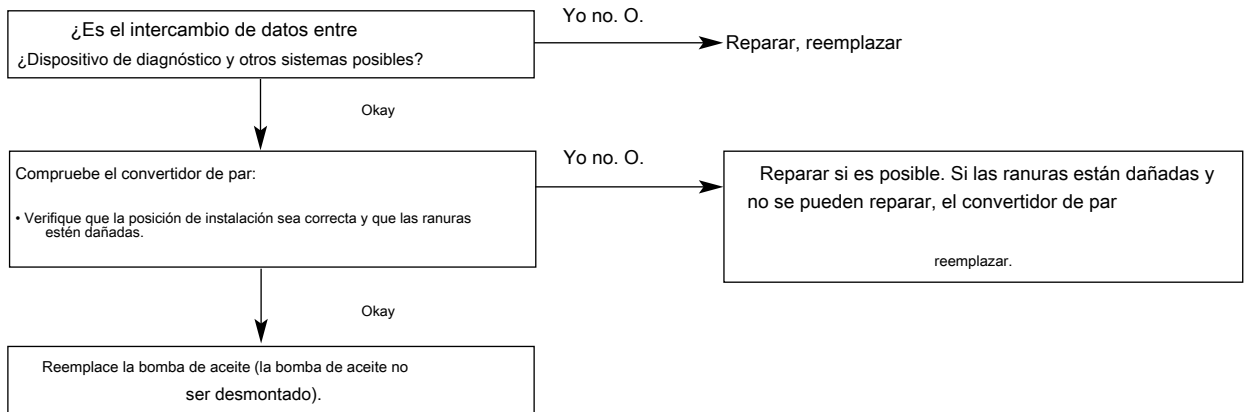 ¿Es el intercambio de datos entre
¿Dispositivo de diagnóstico y otros sistemas posibles?
Yo no. O.
Reparar, reemplazar
Okay
Compruebe el convertidor de par:
• Verifique que la posición de instalación sea correcta y que las ranuras
estén dañadas.
Yo no. O.
Reparar si es posible. Si las ranuras están dañadas y
no se pueden reparar, el convertidor de par
reemplazar.
Okay
Reemplace la bomba de aceite (la bomba de aceite no
ser desmontado).